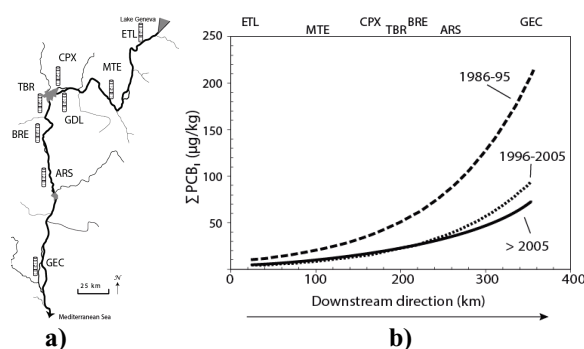 a)
Lake Geneva
ETL
CPX
MTE
TBR
GDL
BRE
ARS
GEC
25 km
N
Mediterranean Sea
a)
ETL MTE CPX TBR BRE ARS GEC
250
200
150
100
50
0
∑ PCBᵢ (µg/kg)
1986-95
1996-2005
> 2005
0 100 200 300 400
Downstream direction (km)
b)